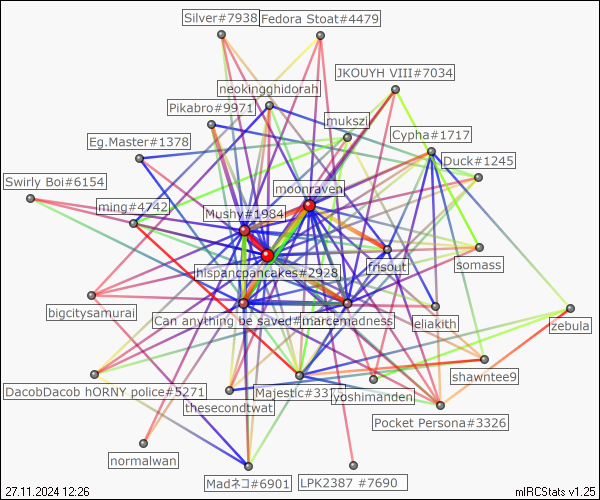 Silver#7938
Fedora Stoat#4479
JKOUYH VIII#7034
neokingghidorah
Pikabro#9971
mukszi
Cypha#1717
Eg.Master#1378
Duck#1245
Swirly Boi#6154
moonraven
ming#4742
Mushy#1984
somass
frisout
hispancpancakes#2928
bigcitysamurai
Can anything be saved#
marcemadness
eliakith
zebula
shawntee9
DacobDacob hORNY police#5271
Majestic#33
yoshimanden
thesecondtwat
Pocket Persona#3326
normalwan
Madネコ#6901
LPK2387 #7690
27.11.2024 12:26
mIRCStats v1.25